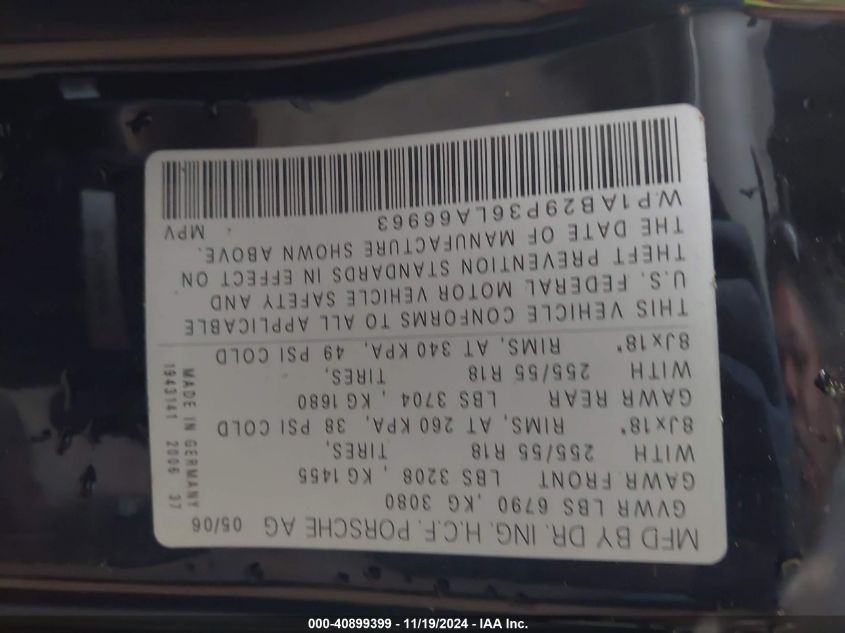 MFD BY DR. ING. H.C.F. PORSCHE AG 05/06
GVWR LBS 6790 ,KG 3080
GAWR FRONT LBS 3208 , KG 1455
WITH 255/55 R18 TIRES,
8Jx18" RIMS, AT 260 KPA, 38 PSI COLD
GAWR REAR LBS 3704 , KG 1680
WITH 255/55 R18 TIRES,
8Jx18" RIMS, AT 340 KPA, 49 PSI COLD
THIS VEHICLE CONFORMS TO ALL APPLICABLE
U.S. FEDERAL MOTOR VEHICLE SAFETY AND
THEFT PREVENTION STANDARDS IN EFFECT ON
THE DATE OF MANUFACTURE SHOWN ABOVE.
WP1AB29P36LA66963 MPV
MADE IN GERMANY
1943141 2006 37
000-40899399 - 11/19/2024 - IAA Inc.